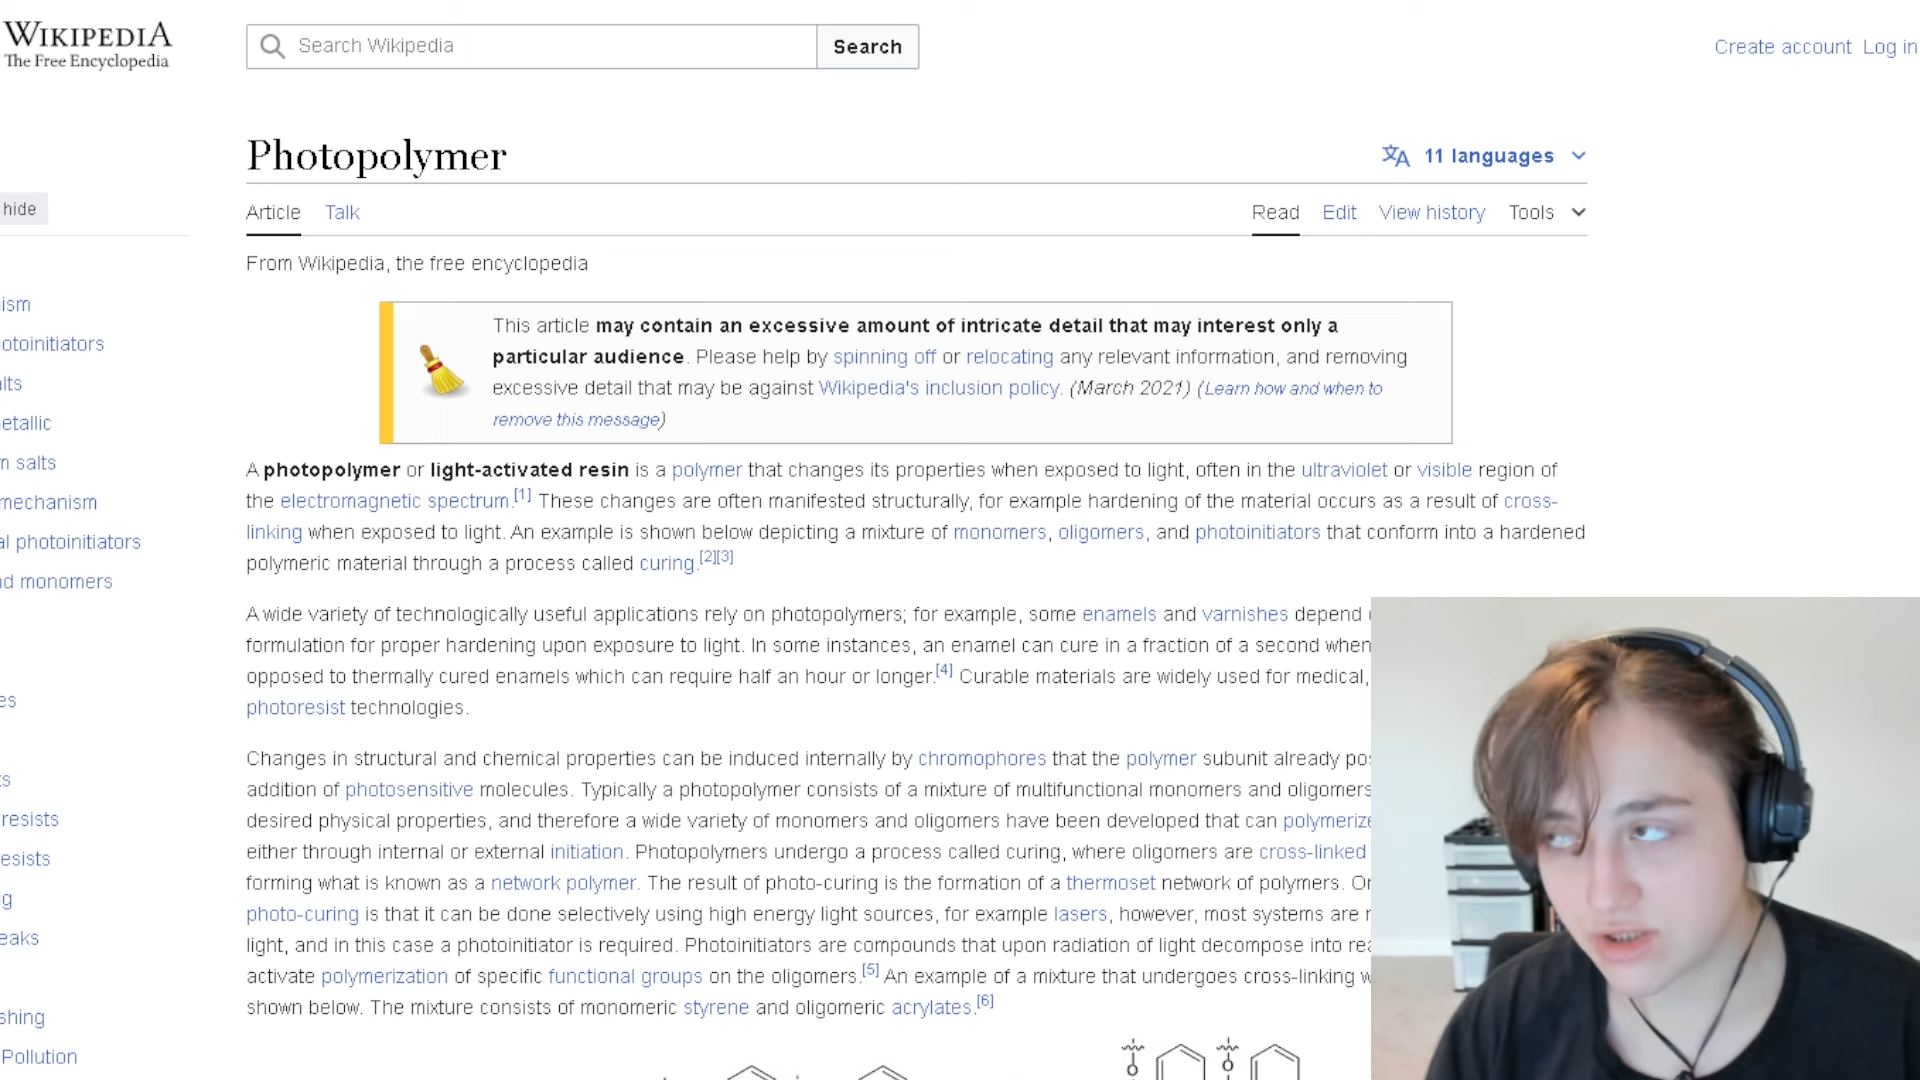 WIKIPEDIA
The Free Encyclopedia
Search Wikipedia
Search
Create account Log in
Photopolymer
11 languages
hide
Article Talk
Read Edit View history Tools
From Wikipedia, the free encyclopedia
This article may contain an excessive amount of intricate detail that may interest only a
particular audience. Please help by spinning off or relocating any relevant information, and removing
excessive detail that may be against Wikipedia's inclusion policy. (March 2021) (Learn how and when to
remove this message)
A photopolymer or light-activated resin is a polymer that changes its properties when exposed to light, often in the ultraviolet or visible region of
the electromagnetic spectrum.[1] These changes are often manifested structurally, for example hardening of the material occurs as a result of cross-
linking when exposed to light. An example is shown below depicting a mixture of monomers, oligomers, and photoinitiators that conform into a hardened
polymeric material through a process called curing.[2][3]
A wide variety of technologically useful applications rely on photopolymers; for example, some enamels and varnishes depend
formulation for proper hardening upon exposure to light. In some instances, an enamel can cure in a fraction of a second when
opposed to thermally cured enamels which can require half an hour or longer.[4] Curable materials are widely used for medical,
photoresist technologies.
Changes in structural and chemical properties can be induced internally by chromophores that the polymer subunit already
addition of photosensitive molecules. Typically a photopolymer consists of a mixture of multifunctional monomers and oligomers
desired physical properties, and therefore a wide variety of monomers and oligomers have been developed that can polymerize
either through internal or external initiation. Photopolymers undergo a process called curing, where oligomers are cross-linked
forming what is known as a network polymer. The result of photo-curing is the formation of a thermoset network of polymers.
photo-curing is that it can be done selectively using high energy light sources, for example lasers, however, most systems are
light, and in this case a photoinitiator is required. Photoinitiators are compounds that upon radiation of light decompose into
activate polymerization of specific functional groups on the oligomers.[5] An example of a mixture that undergoes cross-linking
shown below. The mixture consists of monomeric styrene and oligomeric acrylates.[6]
ism
otoinitiators
alts
etallic
m salts
mechanism
al photoinitiators
nd monomers
es
ts
resists
esists
g
eaks
shing
Pollution
O O